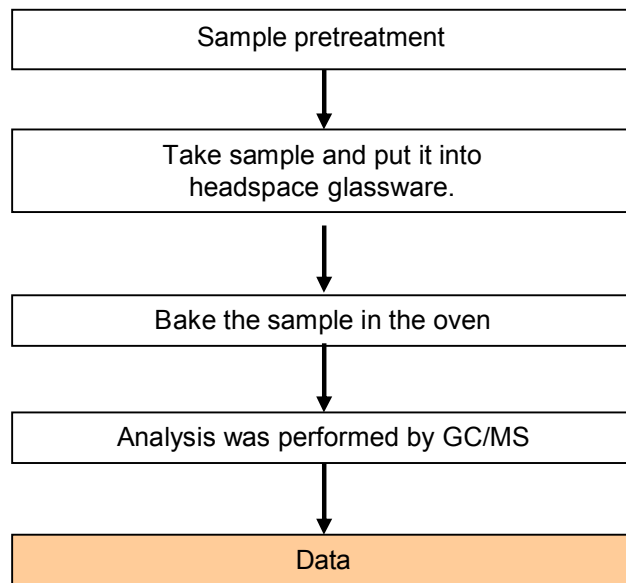 Sample pretreatment
Take sample and put it into
headspace glassware.
Bake the sample in the oven
Analysis was performed by GC/MS
Data